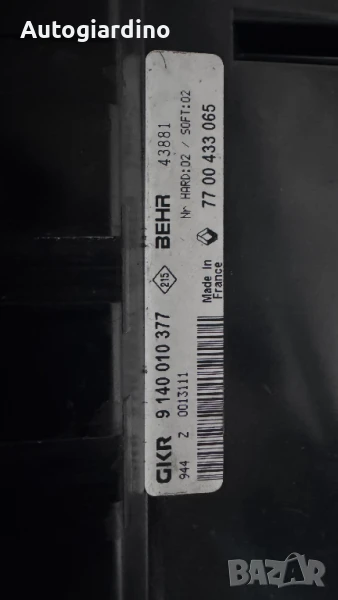 Autogiardino
GKR 9 140 010 377 215 BEHR 43881
944 Z 0013111 Nr HARD:02 / SOFT:02
Made In
France
77 00 433 065
BAZAR